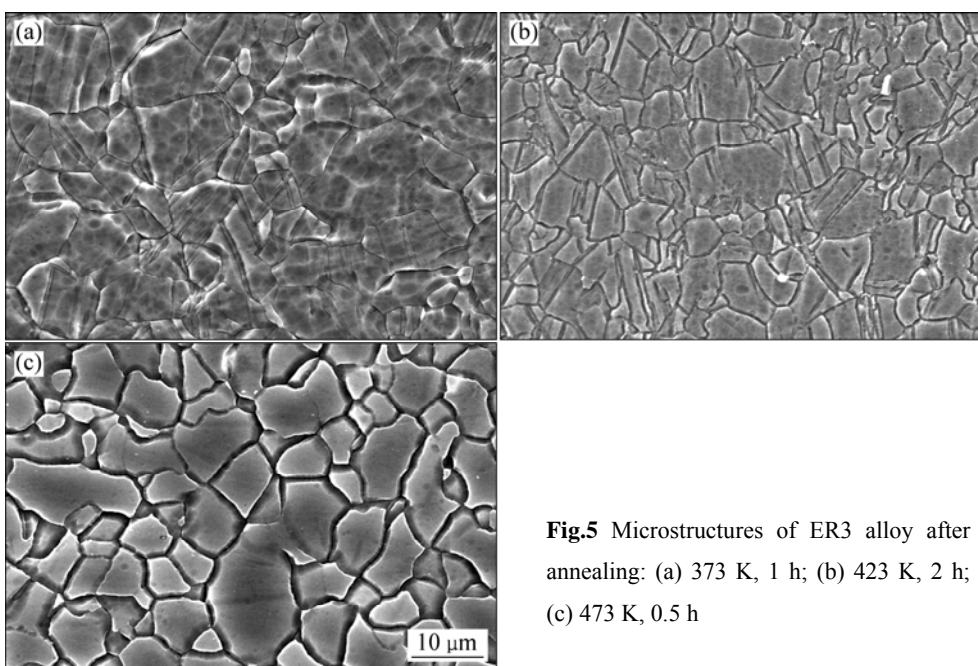 (a)
(b)
(c)
10 μm
Fig.5 Microstructures of ER3 alloy after
annealing: (a) 373 K, 1 h; (b) 423 K, 2 h;
(c) 473 K, 0.5 h